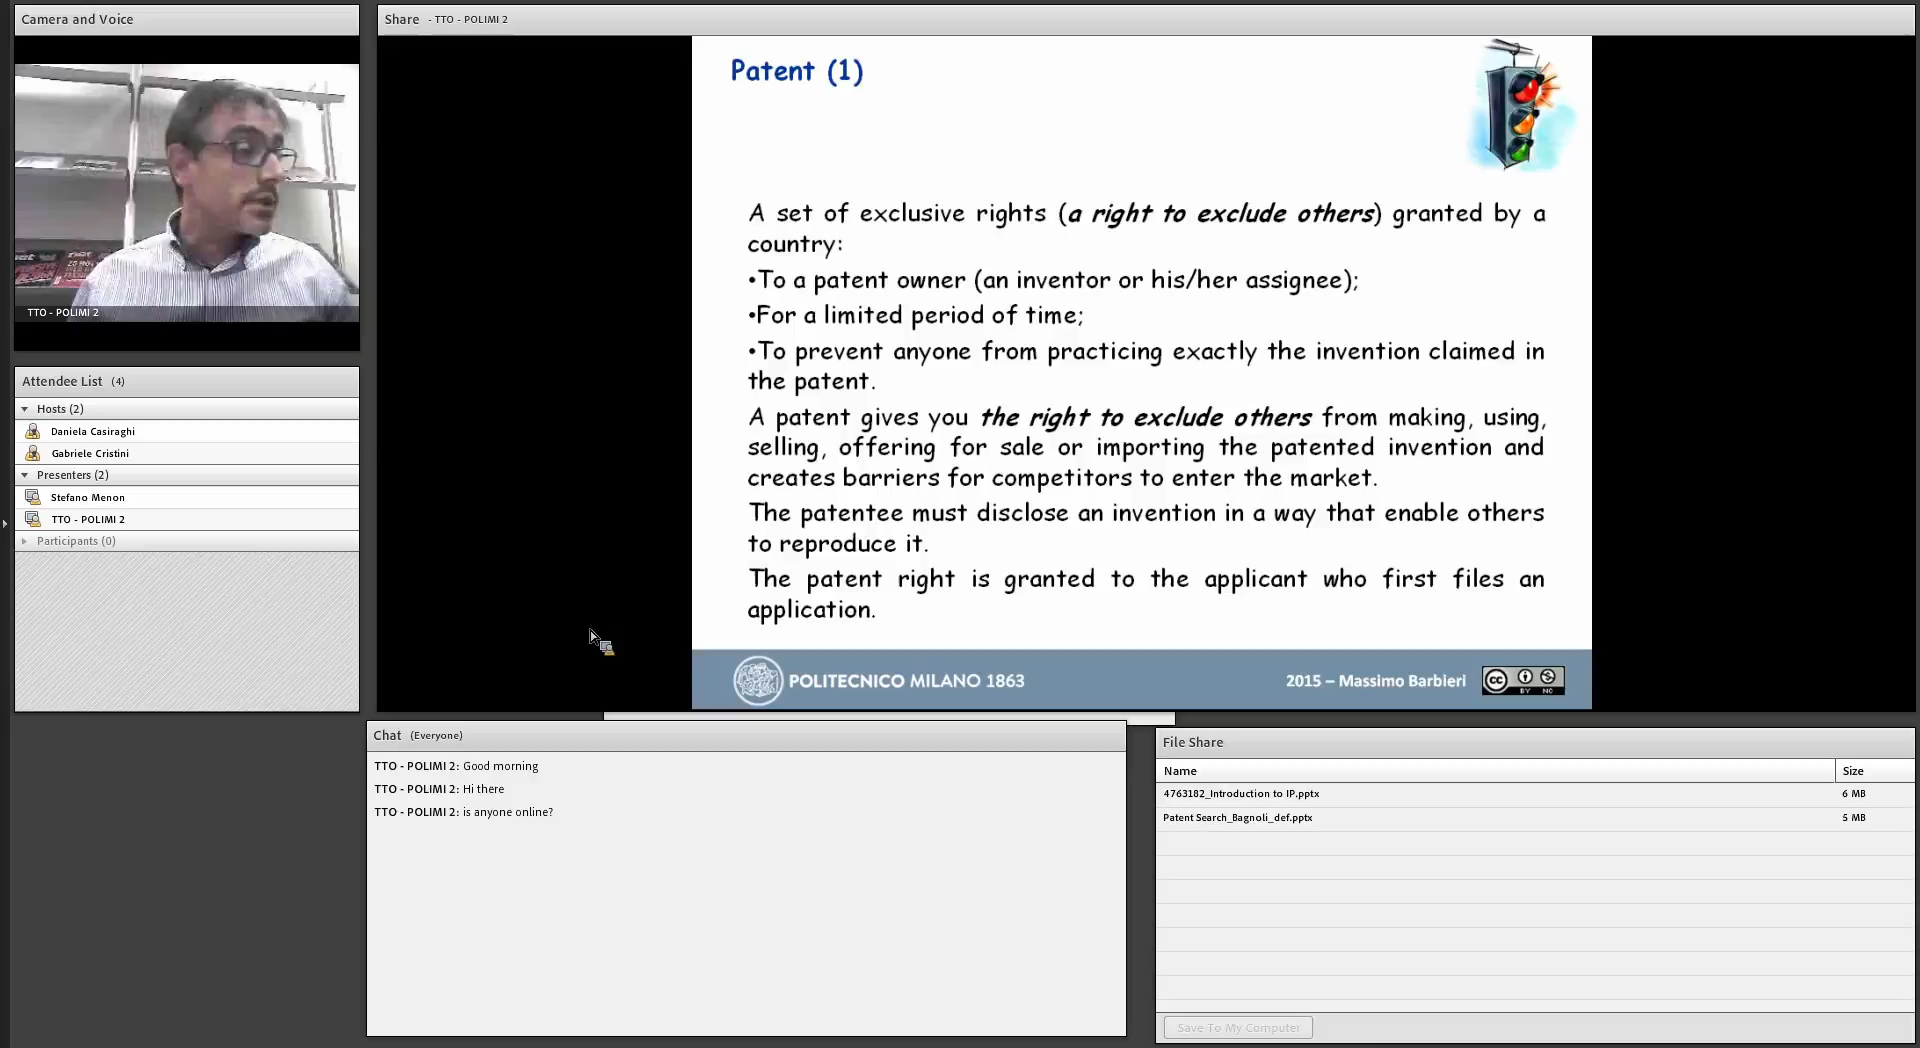 Camera and Voice
TTO - POLIMI 2
Attendee List (4)
Hosts (2)
Daniela Casiraghi
Gabriele Cristini
Presenters (2)
Stefano Menon
TTO - POLIMI 2
Participants (0)
Share - TTO - POLIMI 2
Patent (1)
A set of exclusive rights (a right to exclude others) granted by a
country:
•To a patent owner (an inventor or his/her assignee);
•For a limited period of time;
•To prevent anyone from practicing exactly the invention claimed in
the patent.
A patent gives you the right to exclude others from making, using,
selling, offering for sale or importing the patented invention and
creates barriers for competitors to enter the market.
The patentee must disclose an invention in a way that enable others
to reproduce it.
The patent right is granted to the applicant who first files an
application.
POLITECNICO MILANO 1863
2015 – Massimo Barbieri
cc BY NC
Chat (Everyone)
TTO - POLIMI 2: Good morning
TTO - POLIMI 2: Hi there
TTO - POLIMI 2: is anyone online?
File Share
Name Size
4763182_Introduction to IP.pptx 6 MB
Patent Search_Bagnoli_def.pptx 5 MB
Save To My Computer